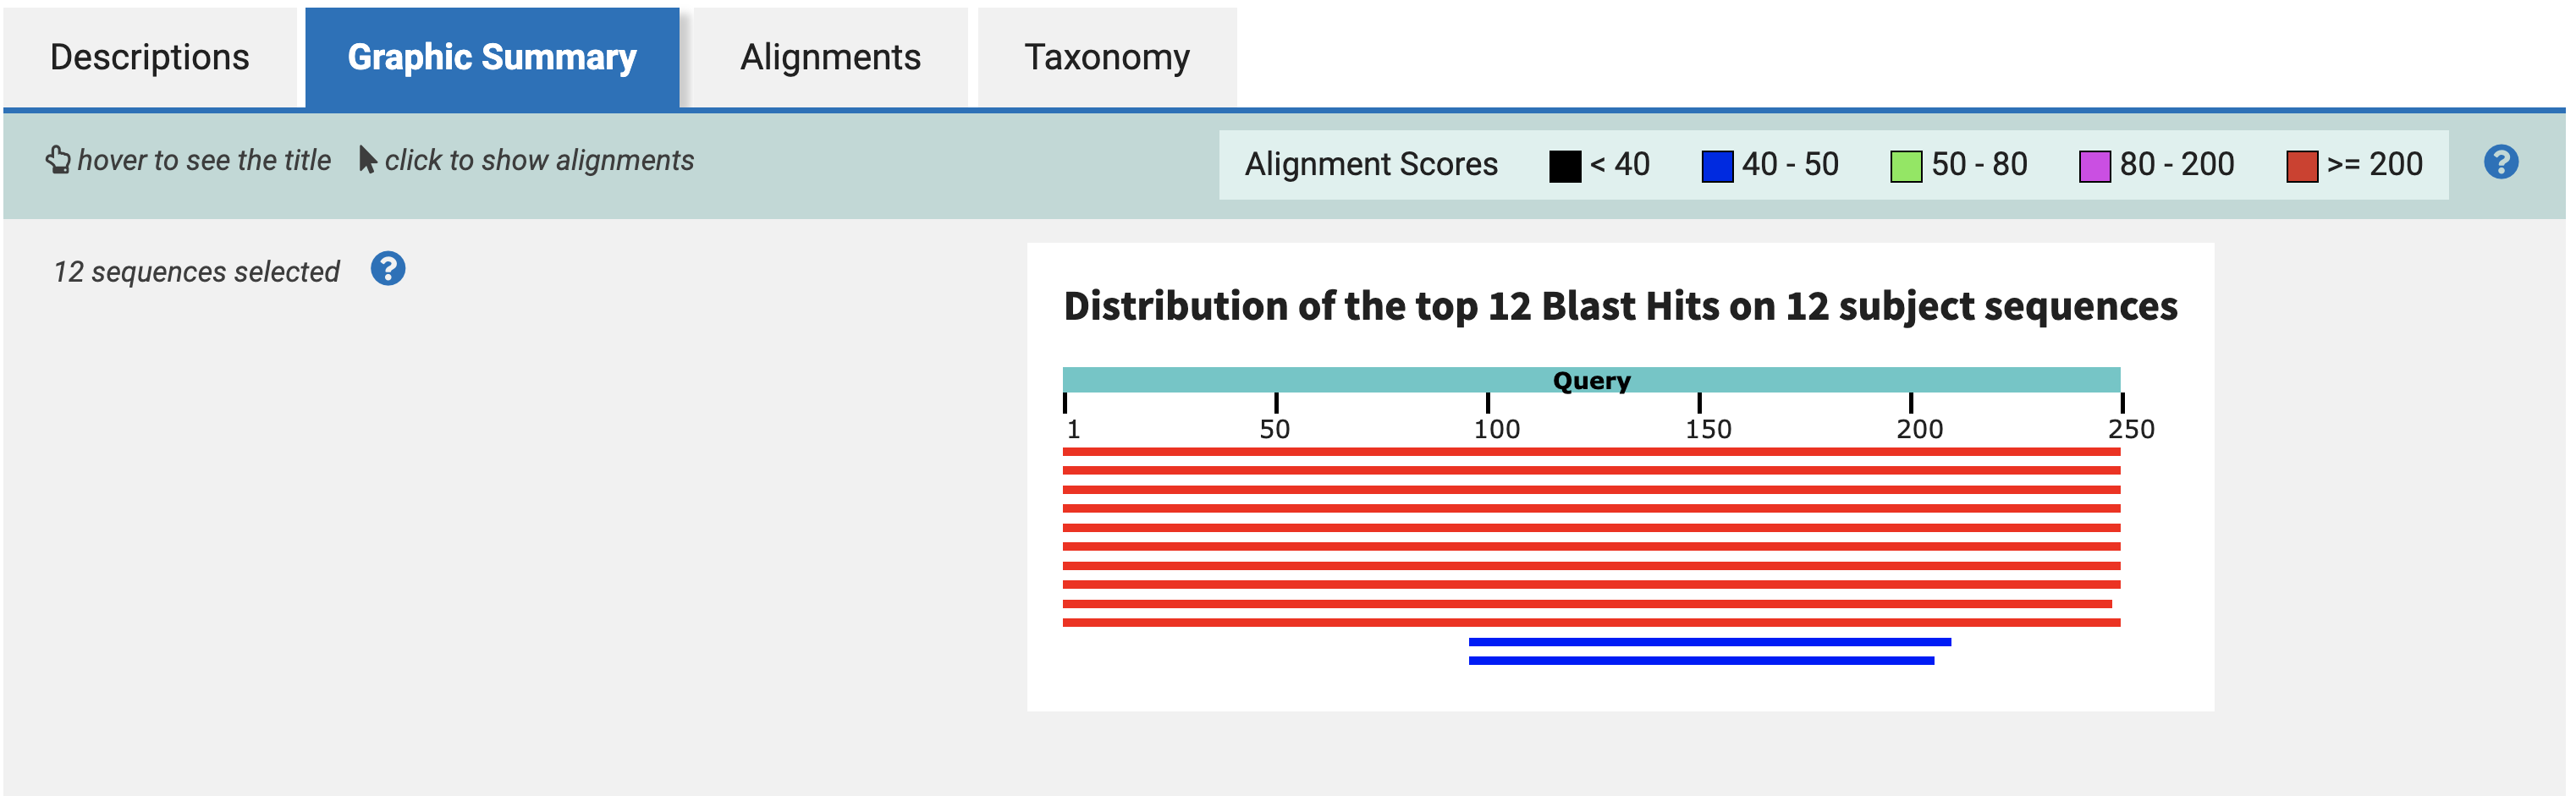 Descriptions
Graphic Summary
Alignments
Taxonomy
hover to see the title
click to show alignments
Alignment Scores
< 40
40 - 50
50 - 80
80 - 200
>= 200
?
12 sequences selected
?
Distribution of the top 12 Blast Hits on 12 subject sequences
Query
1 50 100 150 200 250